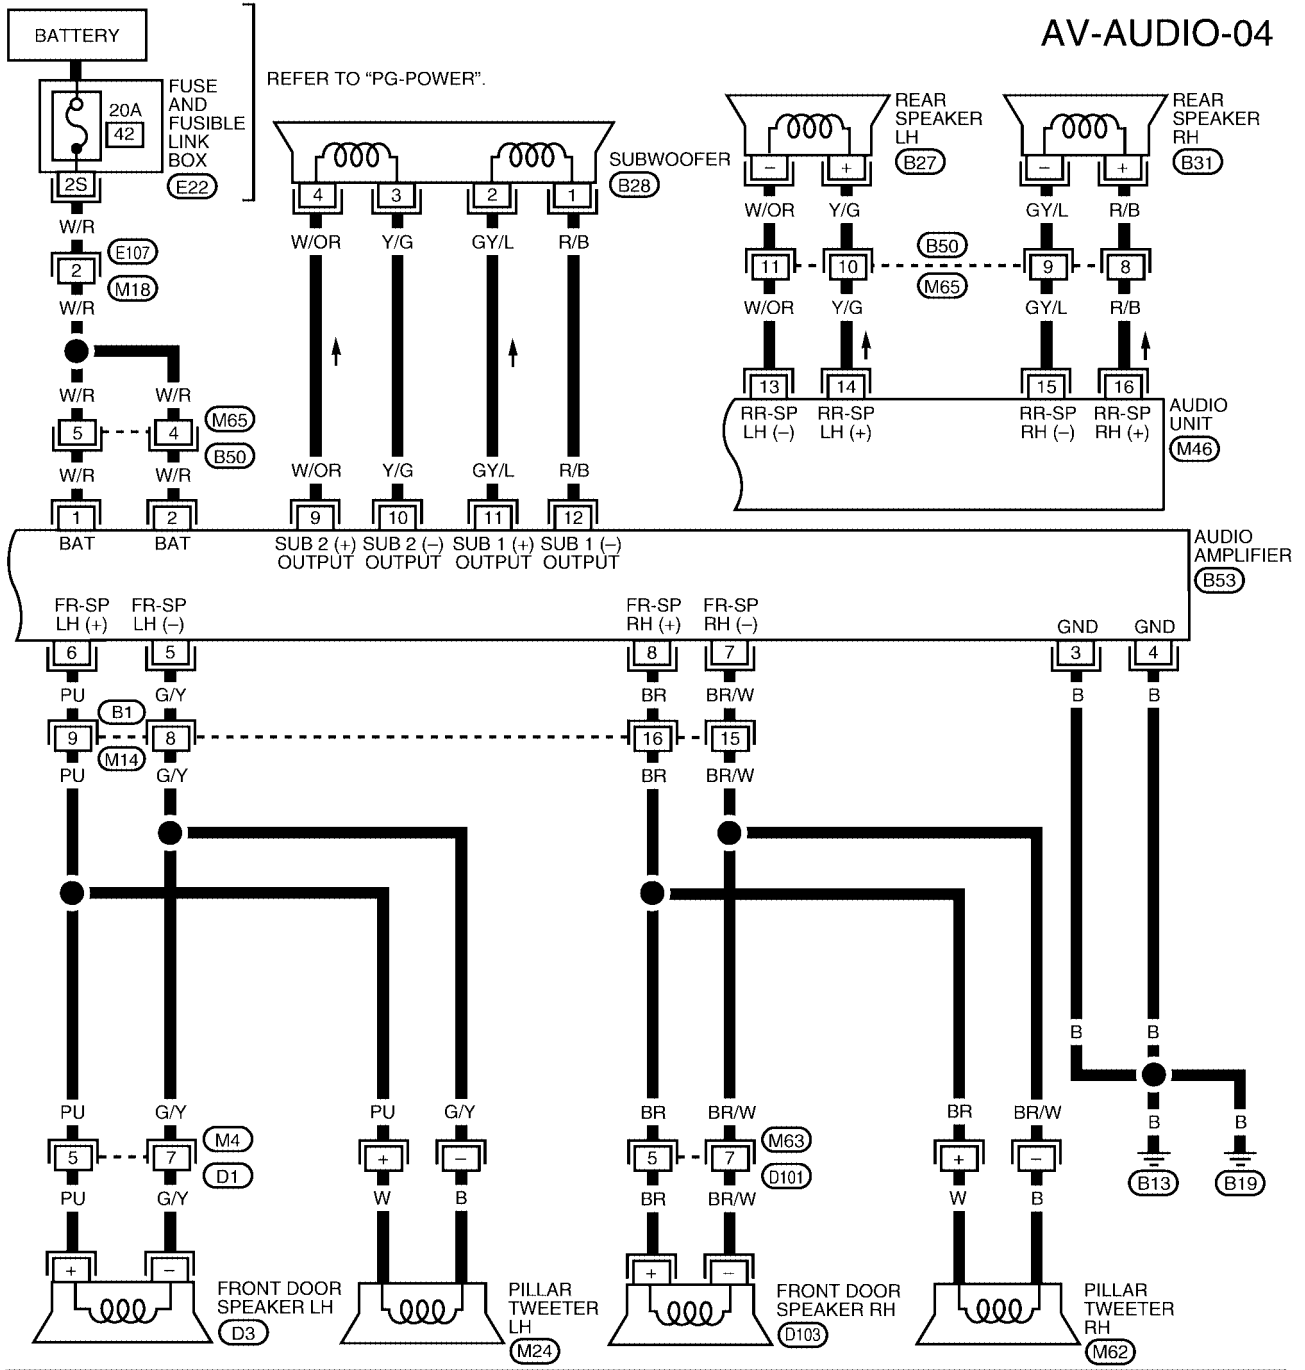 AV-AUDIO-04
BATTERY
REFER TO “PG-POWER”.
20A
42
FUSE
AND
FUSIBLE
LINK
BOX
E22
2S
W/R
2
E107
M18
W/R
W/R
W/R
5
4
M65
B50
W/R
W/R
1
2
BAT
BAT
SUBWOOFER
B28
4
3
2
1
W/OR
Y/G
GY/L
R/B
W/OR
Y/G
GY/L
R/B
9
10
11
12
SUB 2 (+)
OUTPUT
SUB 2 (–)
OUTPUT
SUB 1 (+)
OUTPUT
SUB 1 (–)
OUTPUT
REAR
SPEAKER
LH
B27
REAR
SPEAKER
RH
B31
–
+
–
+
W/OR
Y/G
GY/L
R/B
11
10
B50
M65
9
8
W/OR
Y/G
GY/L
R/B
13
14
15
16
RR-SP
LH (–)
RR-SP
LH (+)
RR-SP
RH (–)
RR-SP
RH (+)
AUDIO
UNIT
M46
AUDIO
AMPLIFIER
B53
FR-SP
LH (+)
FR-SP
LH (–)
FR-SP
RH (+)
FR-SP
RH (–)
GND
GND
6
5
8
7
3
4
PU
G/Y
BR
BR/W
B
B
B1
M14
9
8
16
15
PU
G/Y
BR
BR/W
B
B
PU
G/Y
PU
G/Y
BR
BR/W
BR
BR/W
B
B
5
7
M4
D1
+
–
5
7
M63
D101
+
–
B13
B19
PU
G/Y
W
B
BR
BR/W
W
B
+
–
+
–
FRONT DOOR
SPEAKER LH
D3
PILLAR
TWEETER
LH
M24
FRONT DOOR
SPEAKER RH
D103
PILLAR
TWEETER
RH
M62